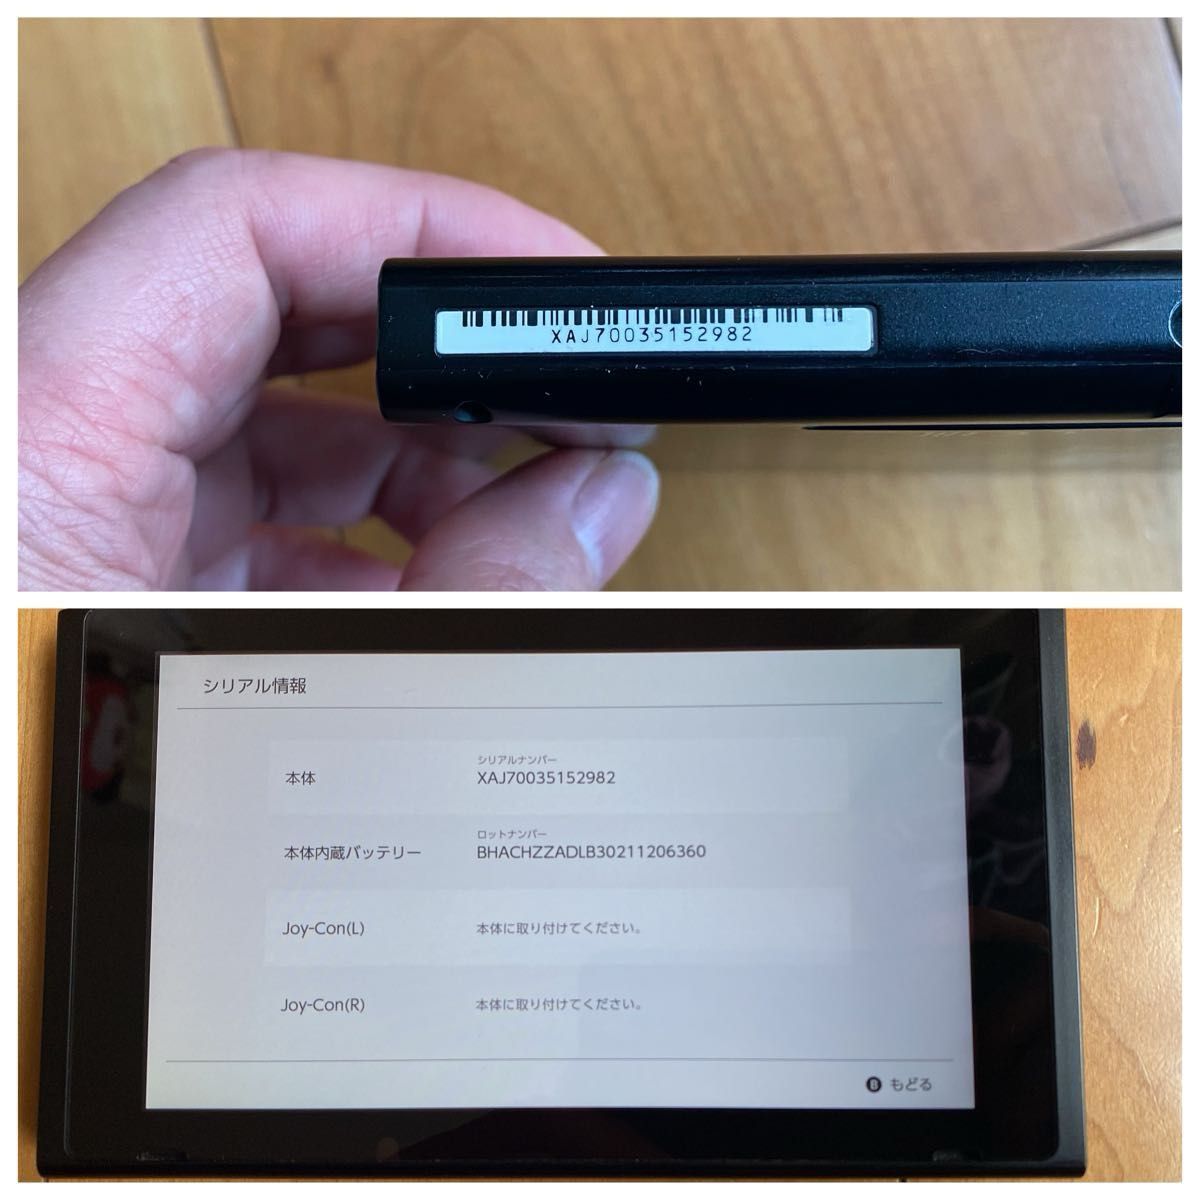 XAJ70035152982
シリアル情報
シリアルナンバー
本体 XAJ70035152982
ロットナンバー
本体内蔵バッテリー BHACHZZADLB30211206360
Joy-Con(L) 本体に取り付けてください。
Joy-Con(R) 本体に取り付けてください。
B もどる